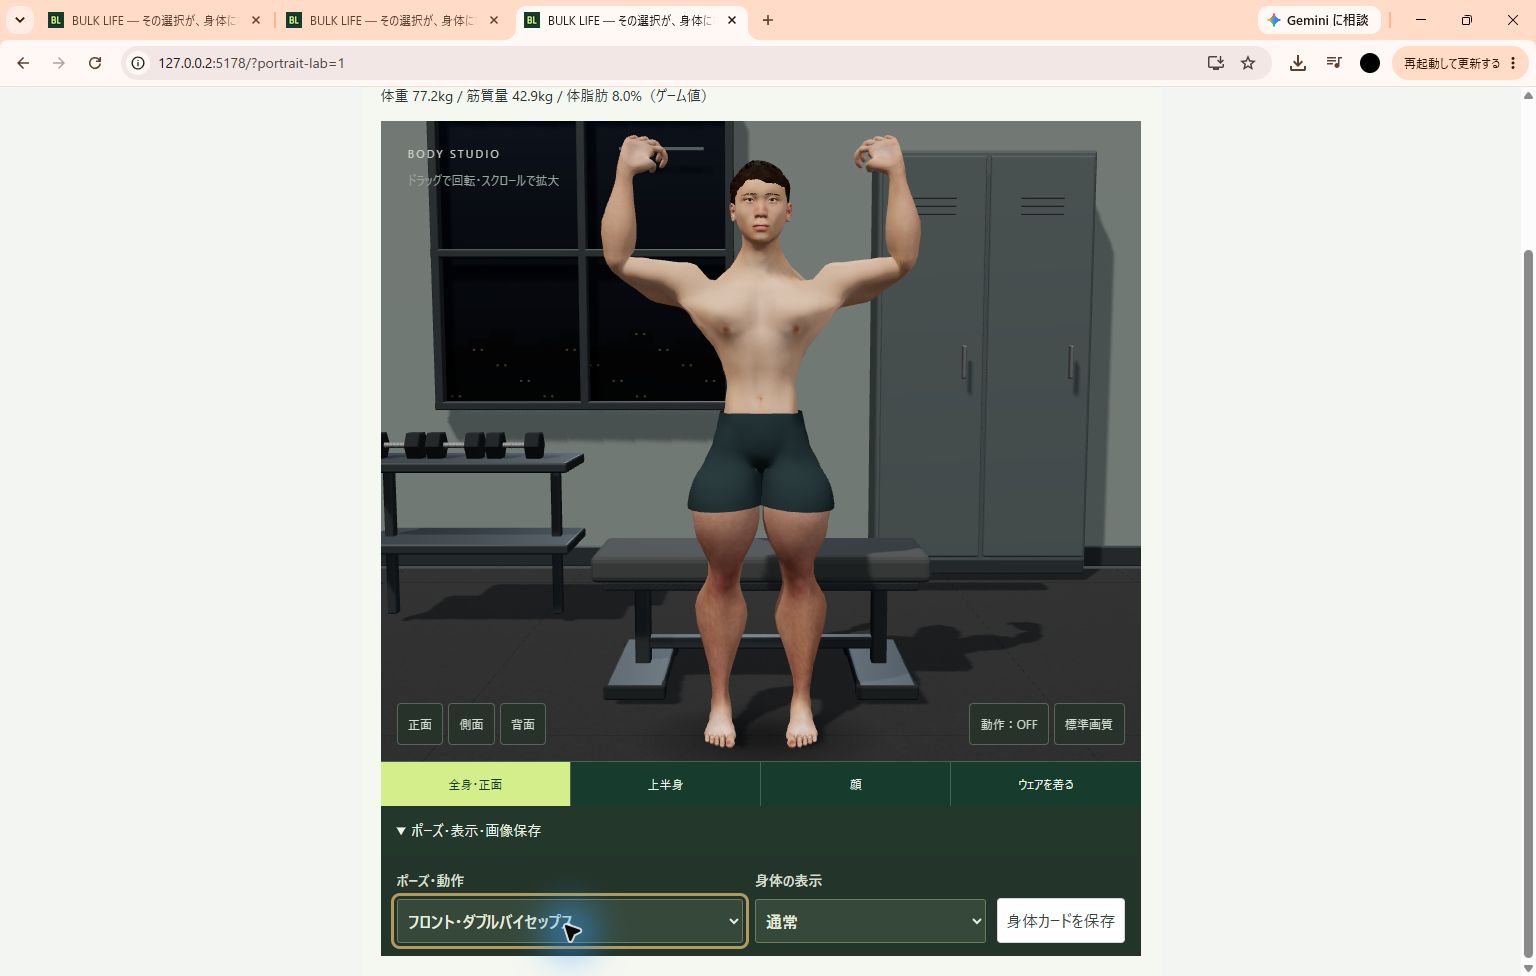 BULK LIFE — その選択が、身体に
BULK LIFE — その選択が、身体に
BULK LIFE — その選択が、身体に
Gemini に相談
127.0.0.2:5178/?portrait-lab=1
再起動して更新する
体重 77.2kg / 筋質量 42.9kg / 体脂肪 8.0%（ゲーム値）
BODY STUDIO
ドラッグで回転・スクロールで拡大
正面 側面 背面 動作：OFF 標準画質
全身・正面 上半身 顔 ウェアを着る
▼ ポーズ・表示・画像保存
ポーズ・動作 身体の表示
フロント・ダブルバイセップス 通常 身体カードを保存